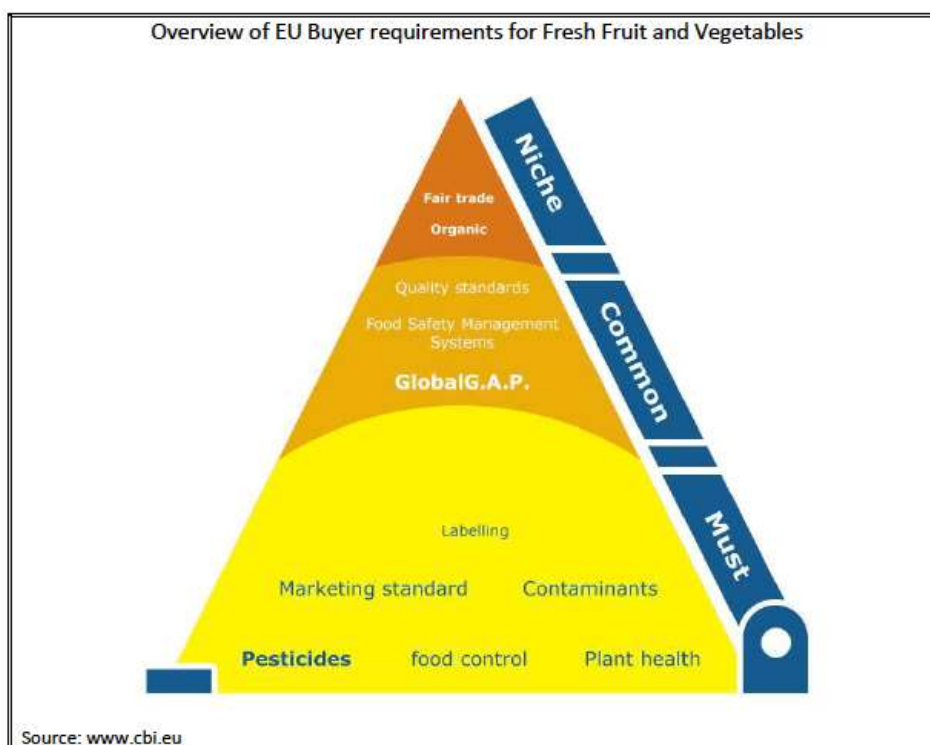 Overview of EU Buyer requirements for Fresh Fruit and Vegetables
Niche
Fair trade
Organic
Quality standards
Common
Food Safety Management
Systems
GlobalG.A.P.
Labelling
Must
Marketing standard
Contaminants
Pesticides
food control
Plant health
Source: www.cbi.eu